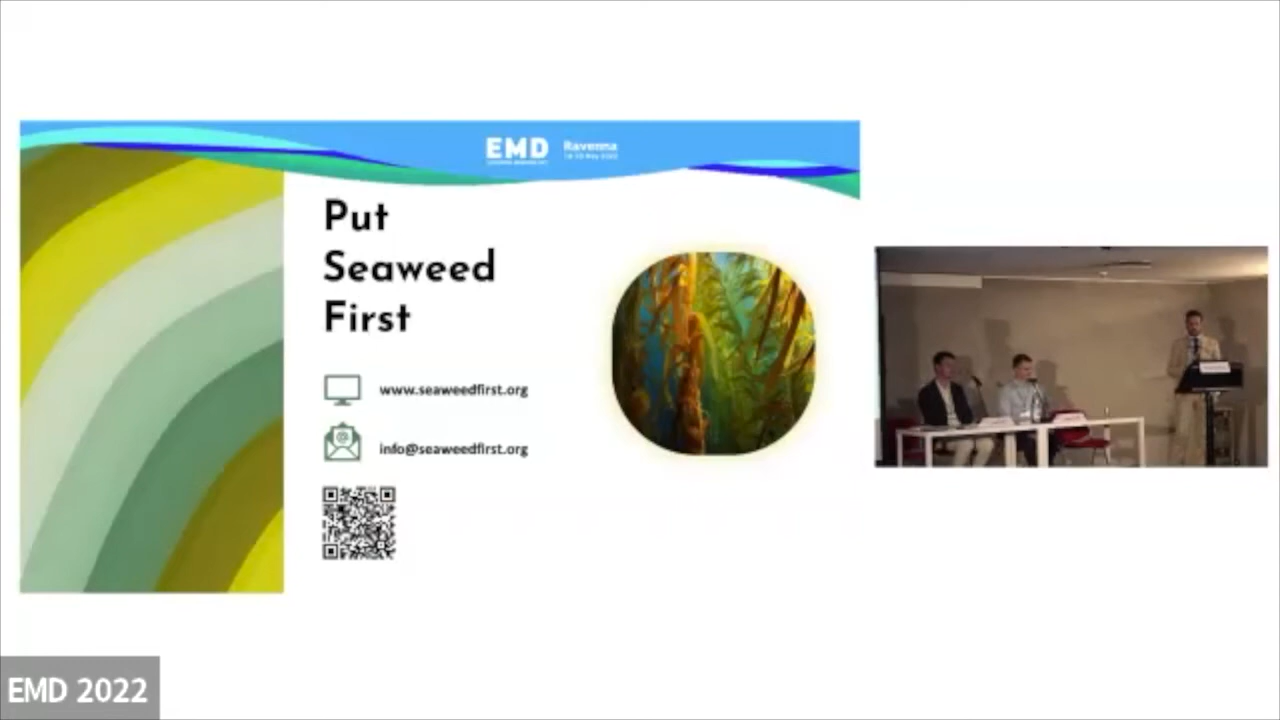 EMD
Ravenna
Put
Seaweed
First
www.seaweedfirst.org
info@seaweedfirst.org
EMD 2022